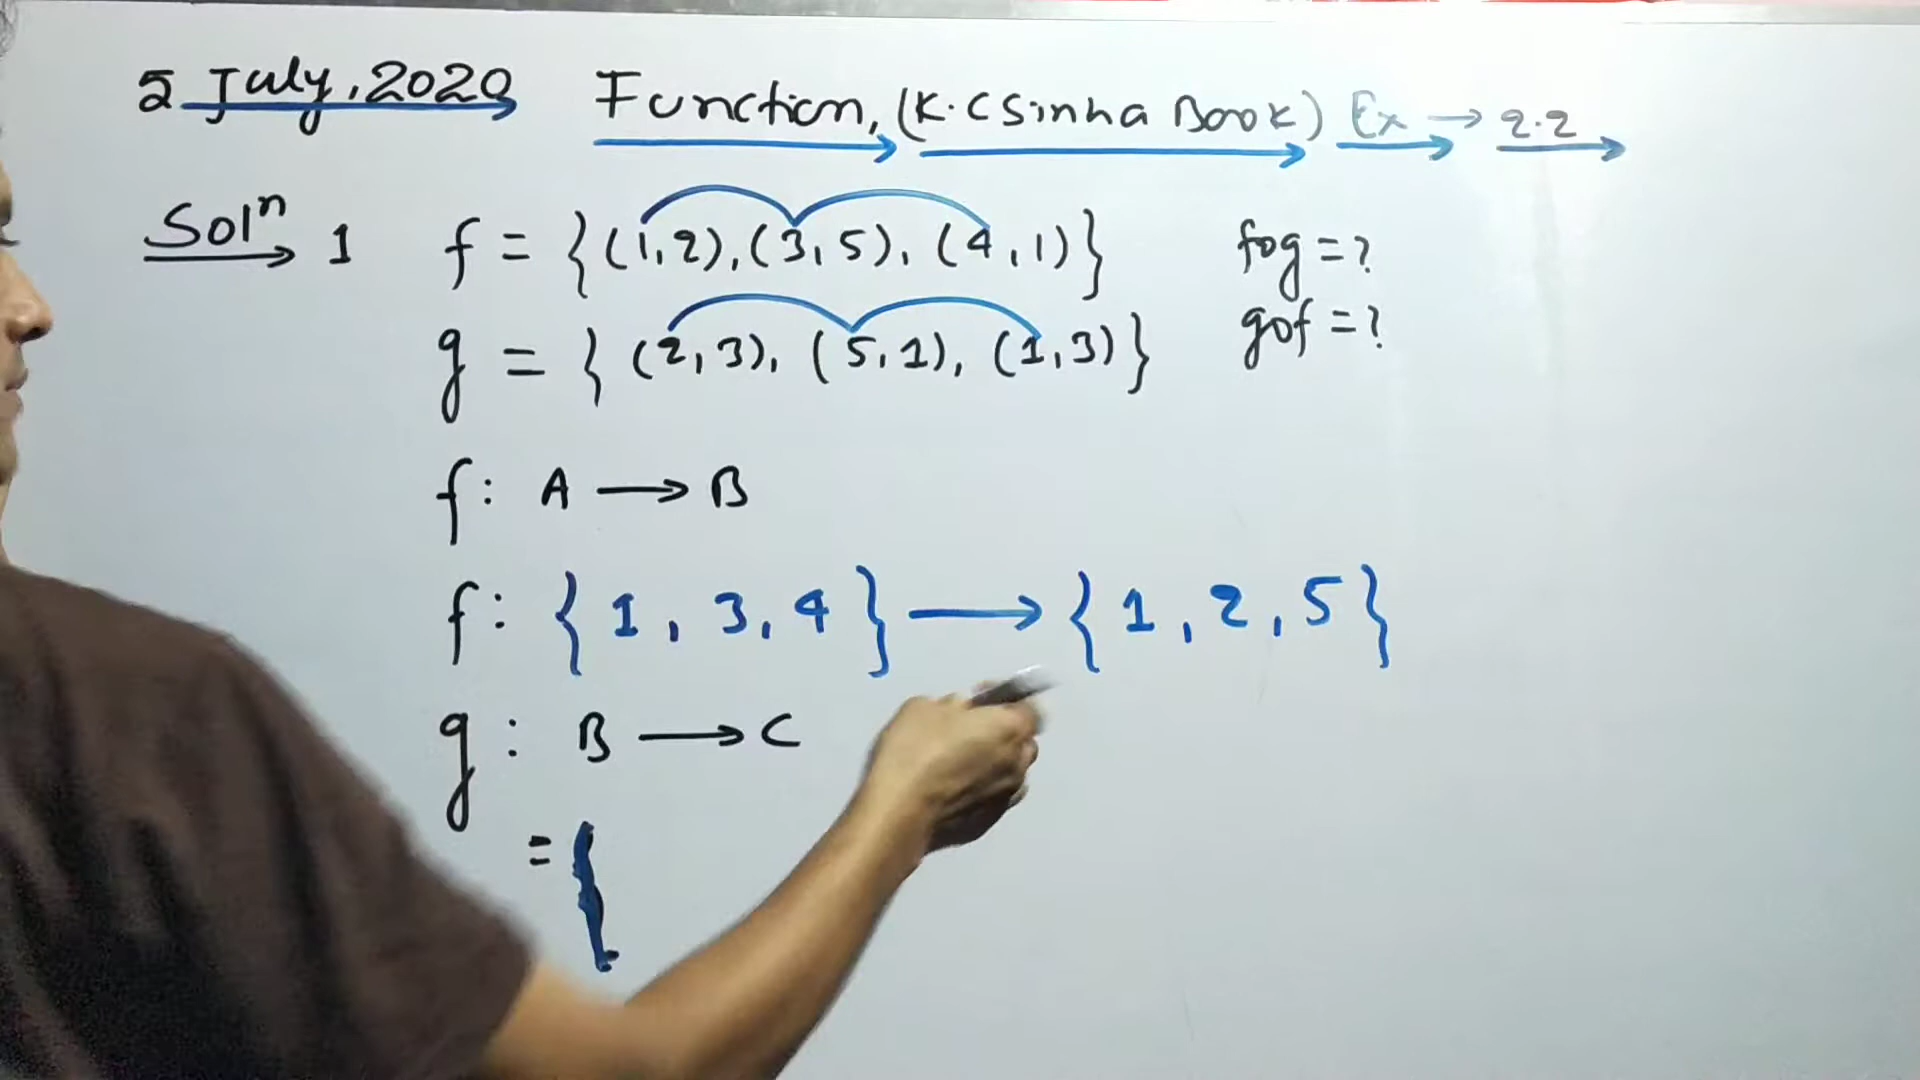 5 July, 2020 Function, (K.C Sinha Book) Ex → 2.2
Solⁿ 1 f = {(1,2),(3,5),(4,1)} fog = ?
g = {(2,3),(5,1),(1,3)} gof = ?
f: A → B
f: {1, 3, 4} → {1, 2, 5}
g: B → C
= {